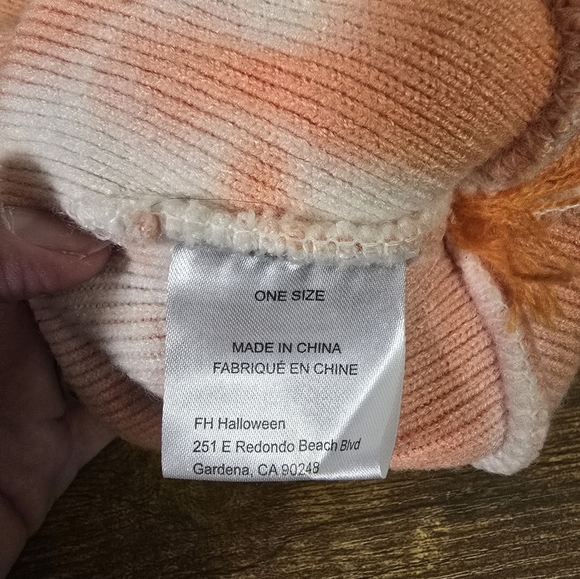 ONE SIZE
MADE IN CHINA
FABRIQUÉ EN CHINE
FH Halloween
251 E Redondo Beach Blvd
Gardena, CA 90248